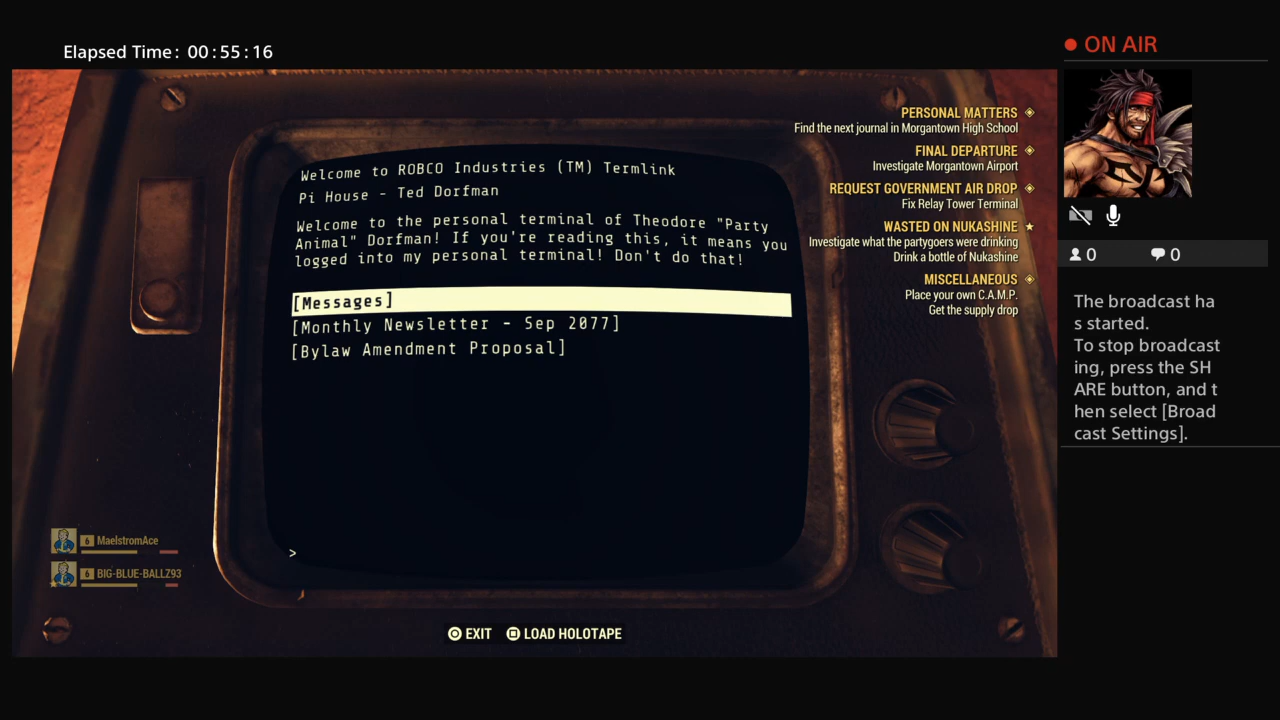 Elapsed Time: 00:55:16
ON AIR
Welcome to ROBCO Industries (TM) Termlink
Pi House - Ted Dorfman
Welcome to the personal terminal of Theodore "Party
Animal" Dorfman! If you're reading this, it means you
logged into my personal terminal! Don't do that!
[Messages]
[Monthly Newsletter - Sep 2077]
[Bylaw Amendment Proposal]
>
PERSONAL MATTERS
Find the next journal in Morgantown High School
FINAL DEPARTURE
Investigate Morgantown Airport
REQUEST GOVERNMENT AIR DROP
Fix Relay Tower Terminal
WASTED ON NUKASHINE
Investigate what the partygoers were drinking
Drink a bottle of Nukashine
MISCELLANEOUS
Place your own C.A.M.P.
Get the supply drop
6 MaelstromAce
6 BIG-BLUE-BALLZ93
EXIT LOAD HOLOTAPE
0 0
The broadcast ha
s started.
To stop broadcast
ing, press the SH
ARE button, and t
hen select [Broad
cast Settings].